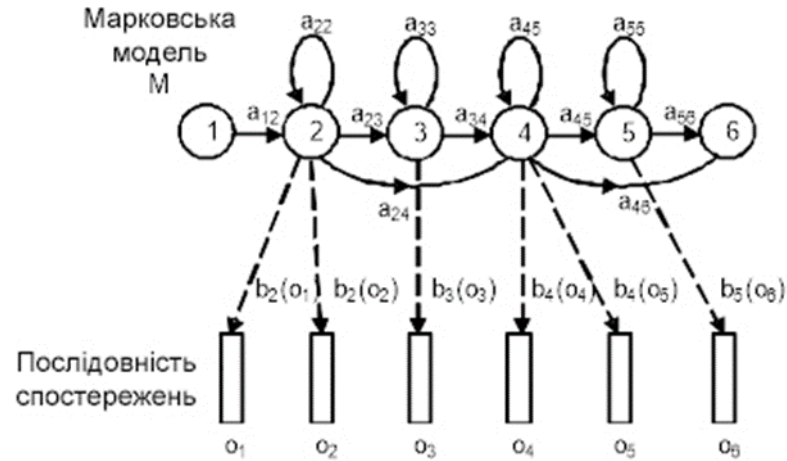 Марковська
модель
М
a22 a33 a45 a56
a12 a23 a34 a45 a56
1 2 3 4 5 6
a24 a46
b2(o1) b2(o2) b3(o3) b4(o4) b4(o5) b5(o6)
Послідовність
спостережень
o1 o2 o3 o4 o5 o6